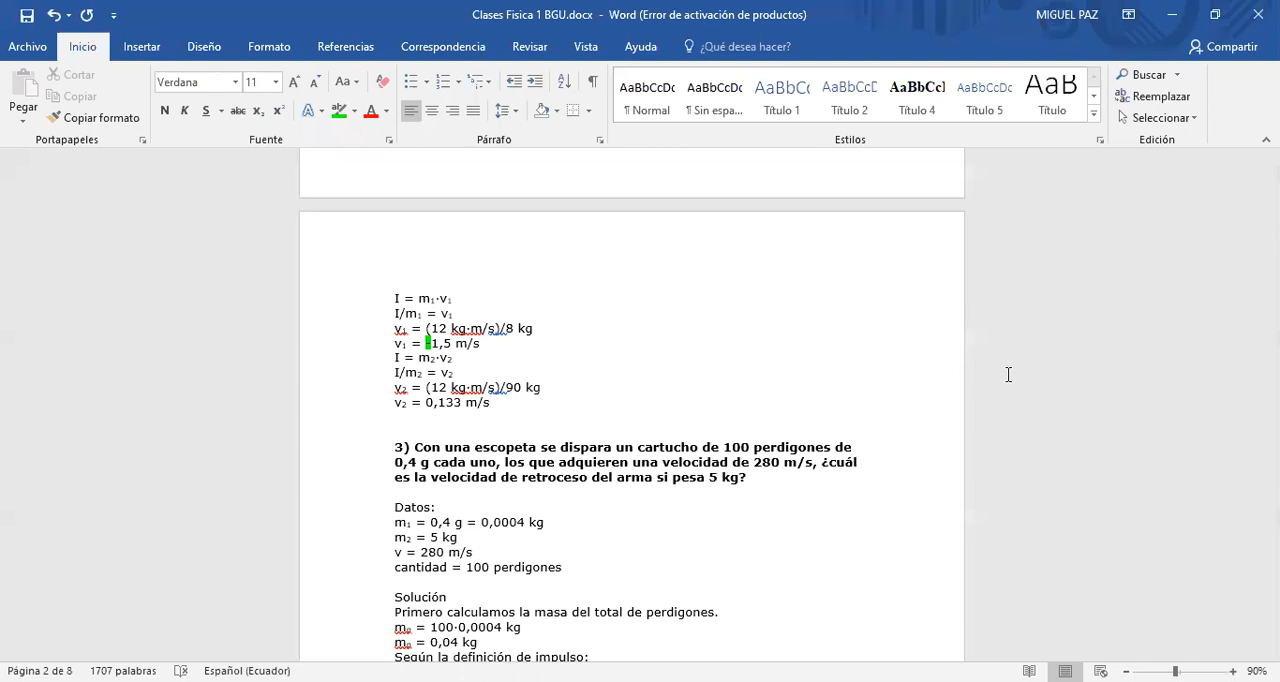 Clases Fisica 1 BGU.docx - Word (Error de activación de productos)
MIGUEL PAZ
Archivo Inicio Insertar Diseño Formato Referencias Correspondencia Revisar Vista Ayuda ¿Qué desea hacer? Compartir
Pegar
Cortar
Copiar
Copiar formato
Portapapeles
Verdana 11
N K S abc x₂ x²
Fuente
Párrafo
AaBbCcDc AaBbCcDc AaBbCc AaBbCcD AaBbCcI AaBbCcDc AaB
¶ Normal ¶ Sin espa... Título 1 Título 2 Título 4 Título 5 Título
Estilos
Buscar
Reemplazar
Seleccionar
Edición
I = m₁·v₁
I/m₁ = v₁
v₁ = (12 kg·m/s)/8 kg
v₁ = -1,5 m/s
I = m₂·v₂
I/m₂ = v₂
v₂ = (12 kg·m/s)/90 kg
v₂ = 0,133 m/s
3) Con una escopeta se dispara un cartucho de 100 perdigones de
0,4 g cada uno, los que adquieren una velocidad de 280 m/s, ¿cuál
es la velocidad de retroceso del arma si pesa 5 kg?
Datos:
m₁ = 0,4 g = 0,0004 kg
m₂ = 5 kg
v = 280 m/s
cantidad = 100 perdigones
Solución
Primero calculamos la masa del total de perdigones.
mₚ = 100·0,0004 kg
mₚ = 0,04 kg
Según la definición de impulso:
Página 2 de 8 1707 palabras Español (Ecuador) 90%